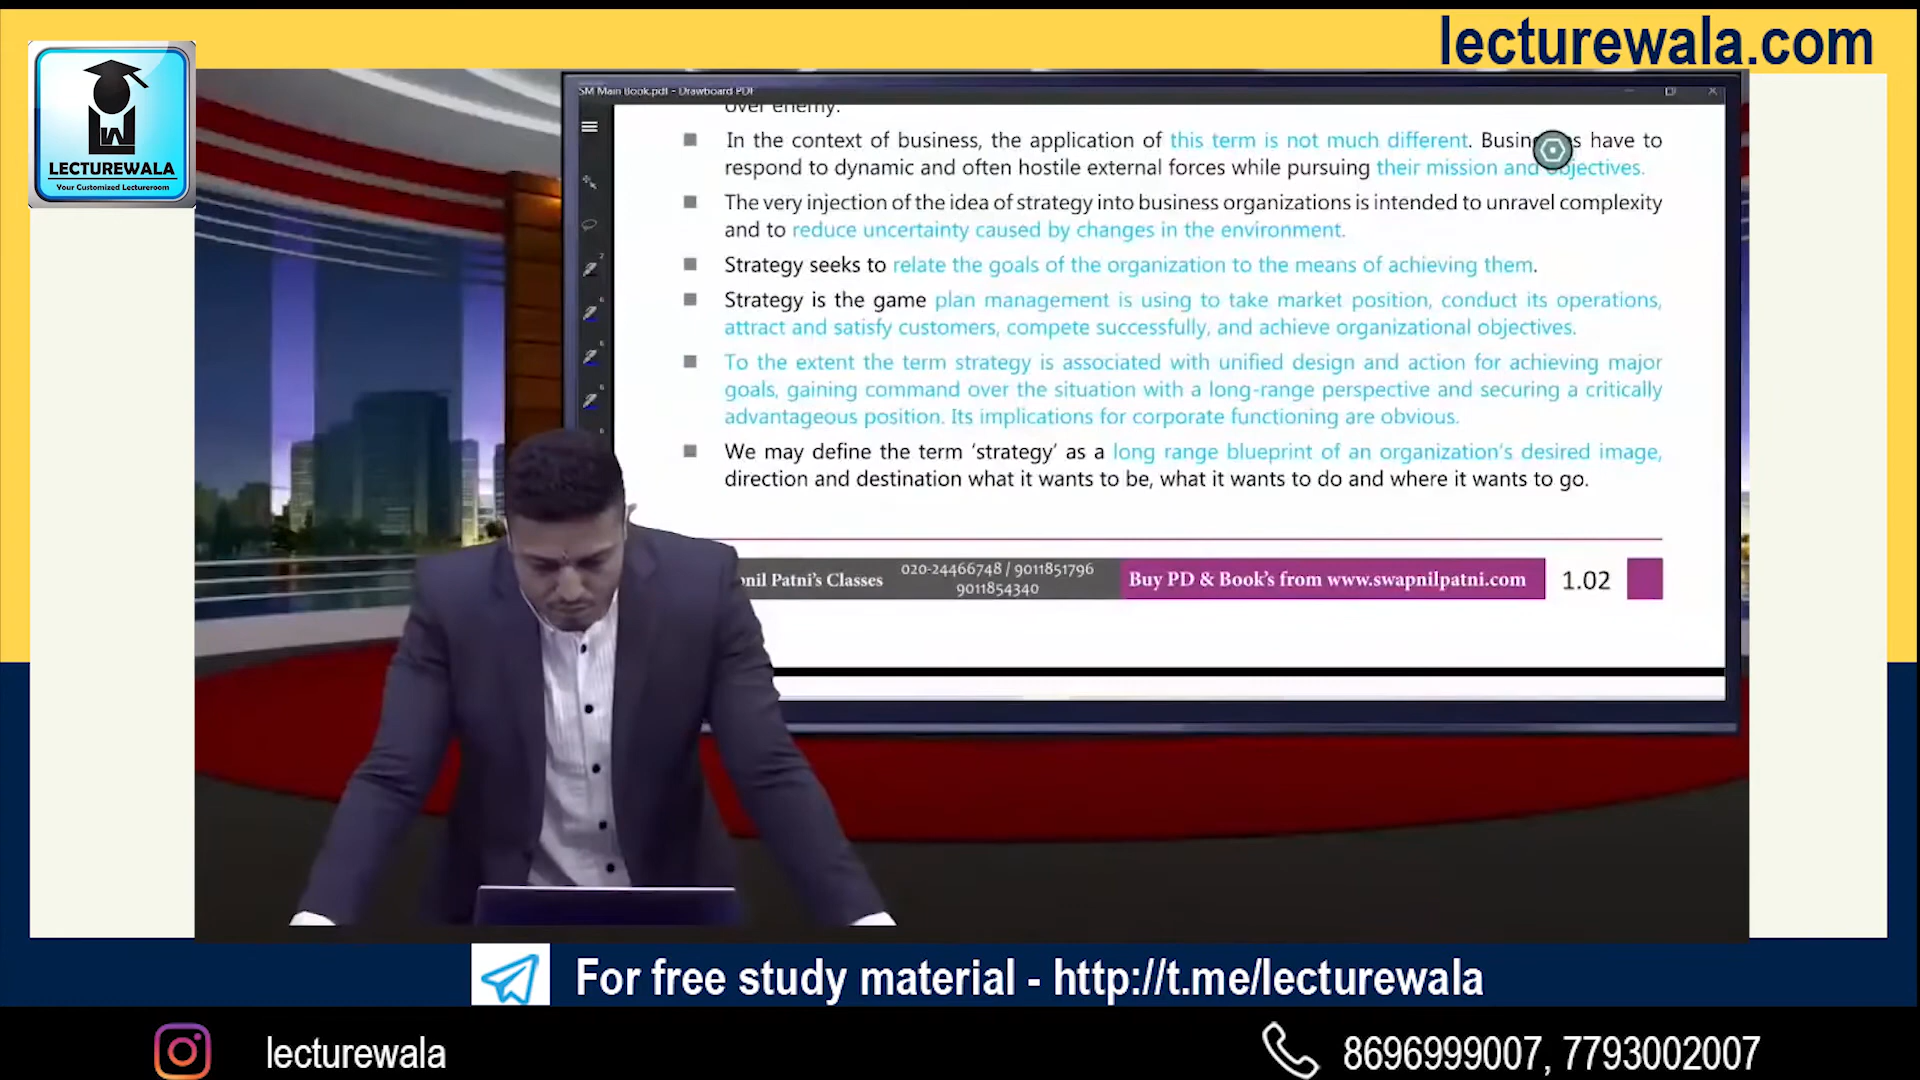 lecturewala.com
LW
LECTUREWALA
Your Customized Lectureroom
SM Main Book.pdf - Drawboard PDF
over enemy.
In the context of business, the application of this term is not much different. Businesses have to
respond to dynamic and often hostile external forces while pursuing their mission and objectives.
The very injection of the idea of strategy into business organizations is intended to unravel complexity
and to reduce uncertainty caused by changes in the environment.
Strategy seeks to relate the goals of the organization to the means of achieving them.
Strategy is the game plan management is using to take market position, conduct its operations,
attract and satisfy customers, compete successfully, and achieve organizational objectives.
To the extent the term strategy is associated with unified design and action for achieving major
goals, gaining command over the situation with a long-range perspective and securing a critically
advantageous position. Its implications for corporate functioning are obvious.
We may define the term ‘strategy’ as a long range blueprint of an organization’s desired image,
direction and destination what it wants to be, what it wants to do and where it wants to go.
pnil Patni’s Classes
020-24466748 / 9011851796
9011854340
Buy PD & Book’s from www.swapnilpatni.com
1.02
For free study material - http://t.me/lecturewala
lecturewala
8696999007, 7793002007